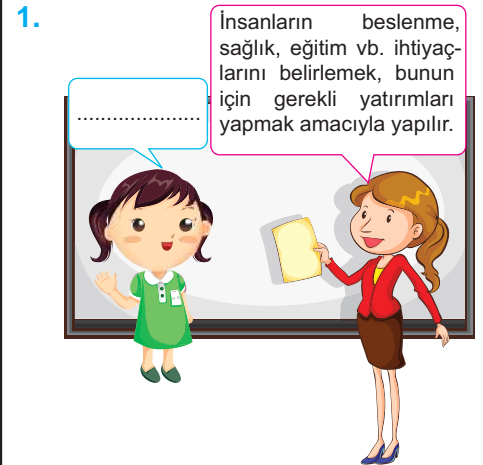 1.
.....................
İnsanların beslenme,
sağlık, eğitim vb. ihtiyaç-
larını belirlemek, bunun
için gerekli yatırımları
yapmak amacıyla yapılır.